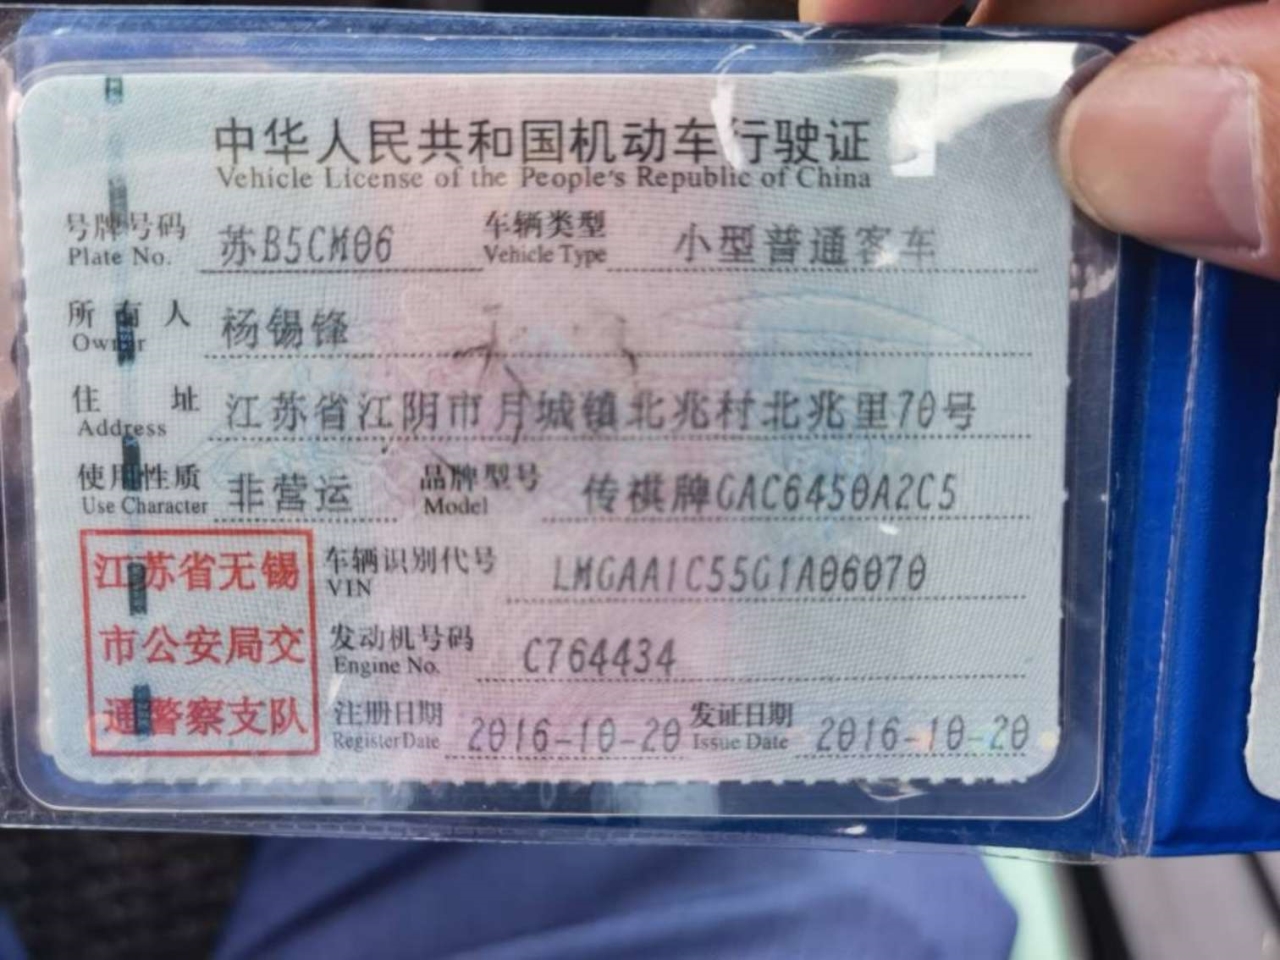 中华人民共和国机动车行驶证
Vehicle License of the People's Republic of China
号牌号码 苏B5CM06 车辆类型 小型普通客车
Plate No. Vehicle Type
所有人 杨锡锋
Owner
住址 江苏省江阴市月城镇北兆村北兆里70号
Address
使用性质 非营运 品牌型号 传祺牌GAC6450A2C5
Use Character Model
江苏省无锡
市公安局交
通警察支队
车辆识别代号 LMGAA1C55G1A06070
VIN
发动机号码 C764434
Engine No.
注册日期 2016-10-20 发证日期 2016-10-20
Register Date Issue Date